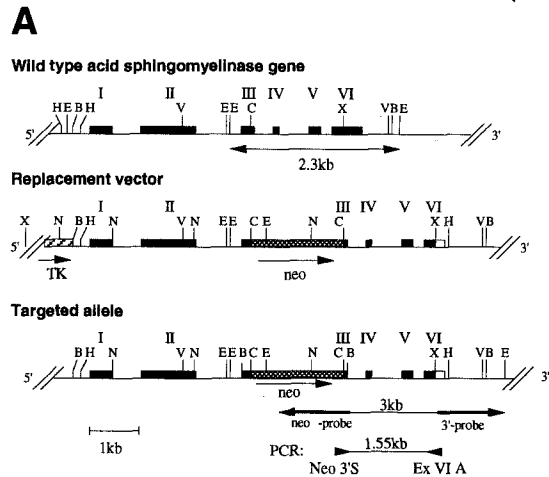 A
Wild type acid sphingomyelinase gene
I II III IV V VI
H E B H V E E C X V B E
5' 3'
2.3kb
Replacement vector
I II III IV V VI
X N B H N V N E E C E N C X H V B
5' 3'
TK neo
Targeted allele
I II III IV V VI
B H N V N E E B C E N C B X H V B E
5' 3'
neo
3kb
neo -probe 3'-probe
1kb
PCR: 1.55kb
Neo 3'S Ex VI A